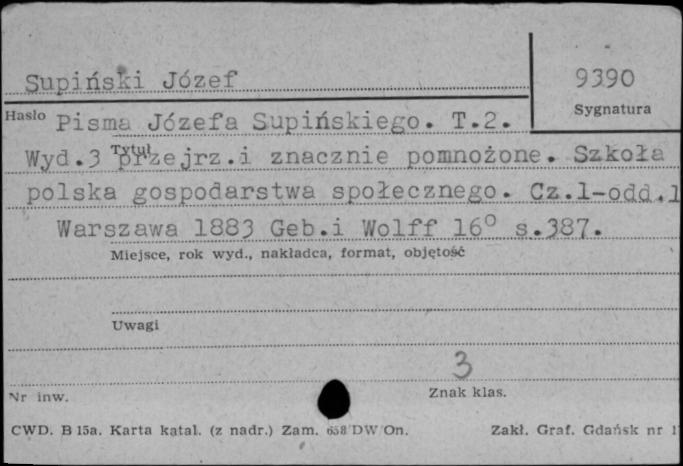 Supiński Józef
9390
Hasło
Sygnatura
Pisma Józefa Supińskiego. T.2.
Tytuł
Wyd.3 przejrz.i znacznie pomnożone. Szkoła
polska gospodarstwa społecznego. Cz.1-odd.1
Warszawa 1883 Geb.i Wolff 16° s.387.
Miejsce, rok wyd., nakładca, format, objętość
Uwagi
3
Nr inw.
Znak klas.
CWD. B 15a. Karta katal. (z nadr.) Zam. 658 DW On.
Zakł. Graf. Gdańsk nr